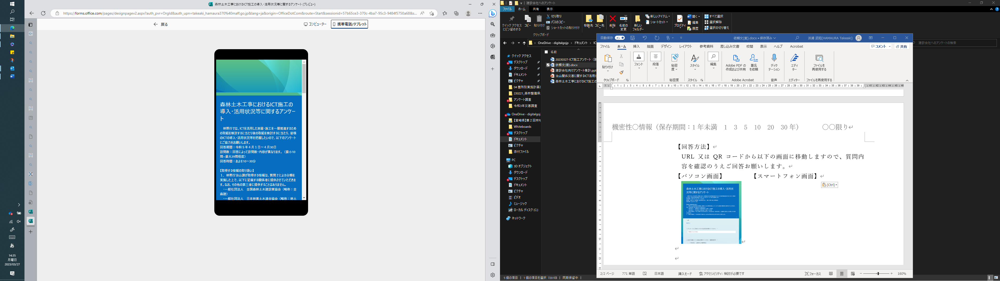 森林土木工事におけるICT施工の導入・活用状況等に関するアンケート (プレビュー)
https://forms.office.com/pages/designpagev2.aspx?auth_pvr=OrgId&auth_upn=takeaki_hamaura370%40maff.go.jp&lang=ja&origin=OfficeDotCom&route=Start&sessionid=57b65ce3-370c-4ba7-95c3-9484f5750a68&s...
戻る
コンピューター
携帯電話/タブレット
森林土木工事におけるICT施工の
導入・活用状況等に関するアンケー
ト
林野庁では、ICTを活用した測量・施工を一層推進するため
の取組を検討するに当たり後の取組を検討するに当たり、皆様
のICTの導入・活用状況等を把握したいので、以下のアンケート
にご協力をお願いします。
回答期間：令和５年４月１日～４月30日
設問数：回答によって設問数・内容が異なります。（最小10
問~最大39問程度）
回答時間：およそ10～30分
【取得する情報の取り扱い】
１．林野庁治山課が取得する情報は、質問２による分類を
実施した上で、以下に記載する関係者に提供させていただきま
す。なお、その他の第三者に提供することはありません。
・一般社団法人　全国森林土木建設業協会（略称：全
森建）
・一般社団法人　日本林業土木連合協会（略称：林土
あ
14:35
月曜日
2023/03/27
建設会社へのアンケート
ファイル
ホーム
共有
表示
クイック アクセス
にピン留めする
コピー
貼り付け
切り取り
パスのコピー
ショートカットの貼り付け
クリップボード
移動先
コピー先
削除
名前の
変更
新しい
フォルダー
新しいアイテム
ショートカット
プロパティ
開く
編集
履歴
すべて選択
選択解除
選択の切り替え
OneDrive - digitalgojp
ドキュメント
建設会社へのアンケートの検索
名前
20230327-ICT施工アンケート（建
依頼文(案).docx
建設会社向けアンケート集計.ppt
治山関係災害に関するICT活用を
森林土木工事におけるICT施工の
クイック アクセス
デスクトップ
ダウンロード
ドキュメント
ピクチャ
04 箇所別実施計画書
230221_森林整備保全
アンケート調査
令和3年災害調査
OneDrive - digitalgoj
【宮崎県】第２回林地
Whiteboards
デスクトップ
ドキュメント
ピクチャ
添付ファイル
PC
3D オブジェクト
ダウンロード
デスクトップ
ドキュメント
ピクチャ
ビデオ
ミュージック
ローカル ディスク (C:)
ネットワーク
5 個の項目
1 個の項目を選択 720 KB
同期保留中
自動保存
オン
依頼文(案).docx • 保存済み
浜浦 武昭(HAMAURA Takeaki)
ファイル
ホーム
挿入
描画
デザイン
レイアウト
参考資料
差し込み文書
校閲
表示
ヘルプ
Acrobat
コメント
共有
貼り付け
クリップボード
フォント
段落
秘密
度
秘密度
スタイル
スタイル
編集
Adobe PDF の
作成および共有
署名
を依頼
Adobe Acrobat
ディク
テーション
音声
エディ
ター
エディター
ファイルを
再使用する
ファイルを再使用する
機密性○情報（保存期間：1 年未満　1　3　5　10　20　30 年）　○○限り
【回答方法】
URL 又は QR コードから以下の画面に移動しますので、質問内
容を確認のうえご回答お願いします。
【パソコン画面】
【スマートフォン画面】
森林土木工事におけるICT施工の導入・活用状
況等に関するアンケート
(Ctrl)
2/2 ページ
771 単語
日本語
挿入モード
アクセシビリティ: 検討が必要です
フォーカス
160%